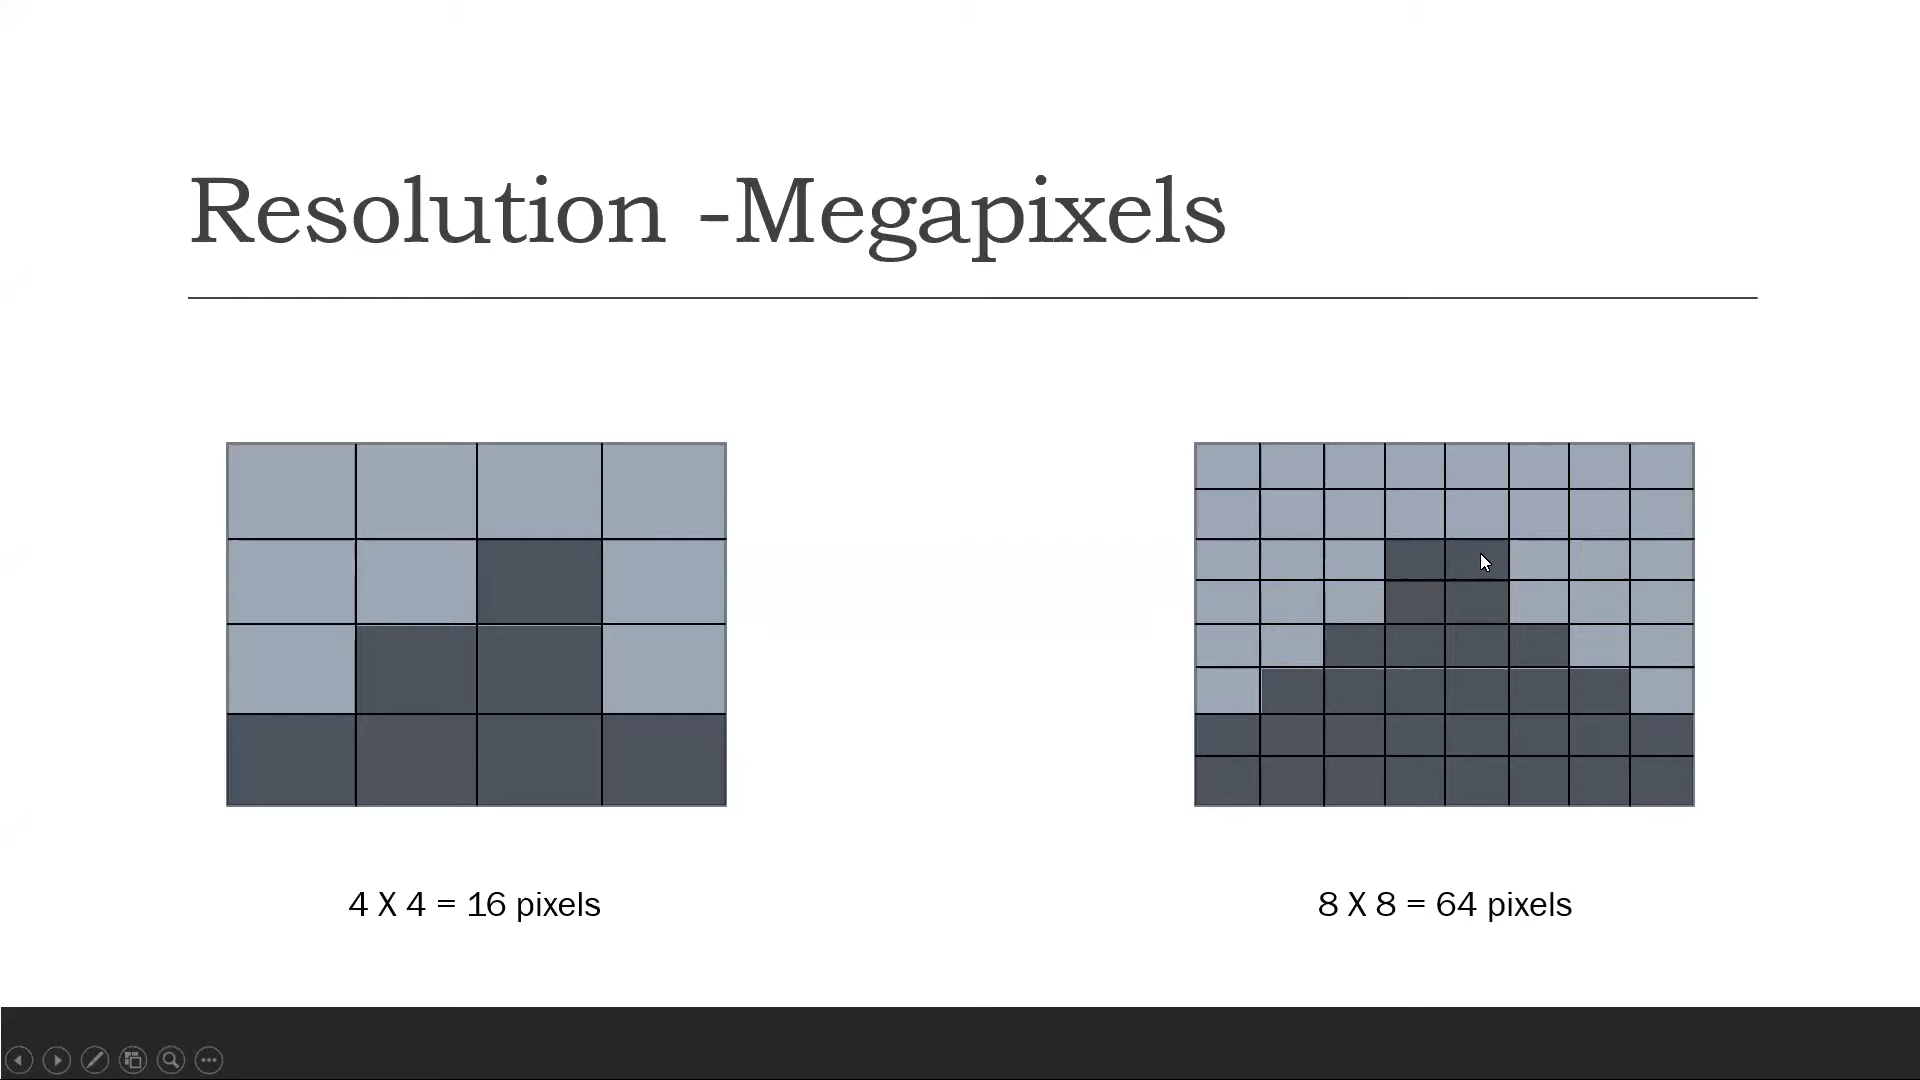 Resolution -Megapixels
4 X 4 = 16 pixels
8 X 8 = 64 pixels